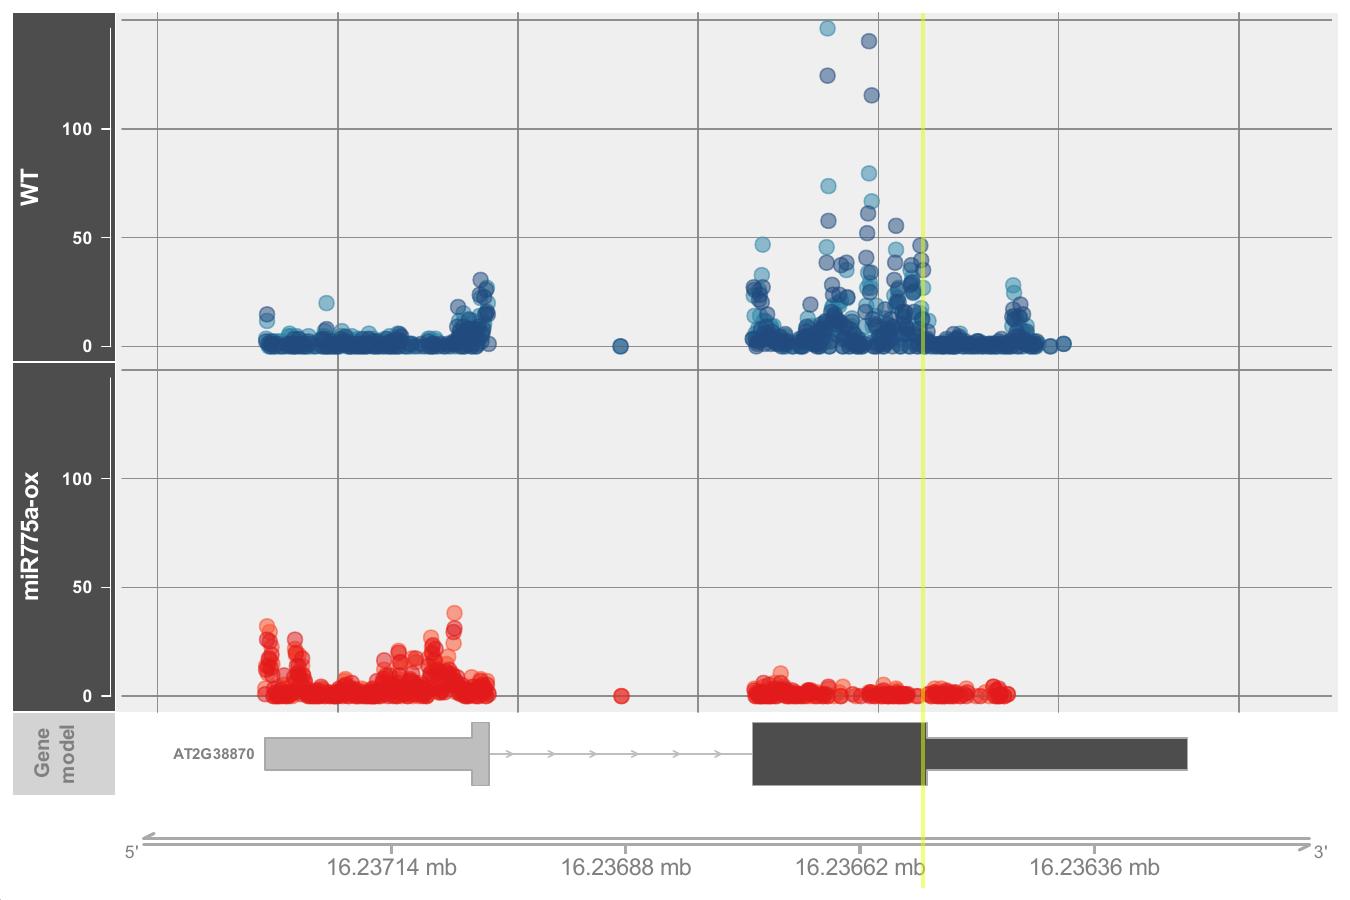 WT
100
50
0
miR775a-ox
100
50
0
Gene
model
AT2G38870
5'
3'
16.23714 mb
16.23688 mb
16.23662 mb
16.23636 mb